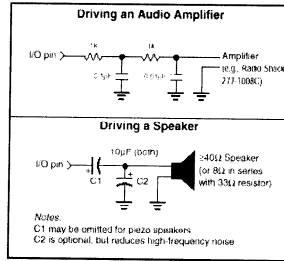 Driving an Audio Amplifier
I/O pin
1k
1k
Amplifier
(e.g., Radio Shack
277-1008C)
Driving a Speaker
10µF (both)
I/O pin
C1
C2
≥40Ω Speaker
(or 8Ω in series
with 33Ω resistor)
Notes:
C1 may be omitted for piezo speakers
C2 is optional, but reduces high-frequency noise